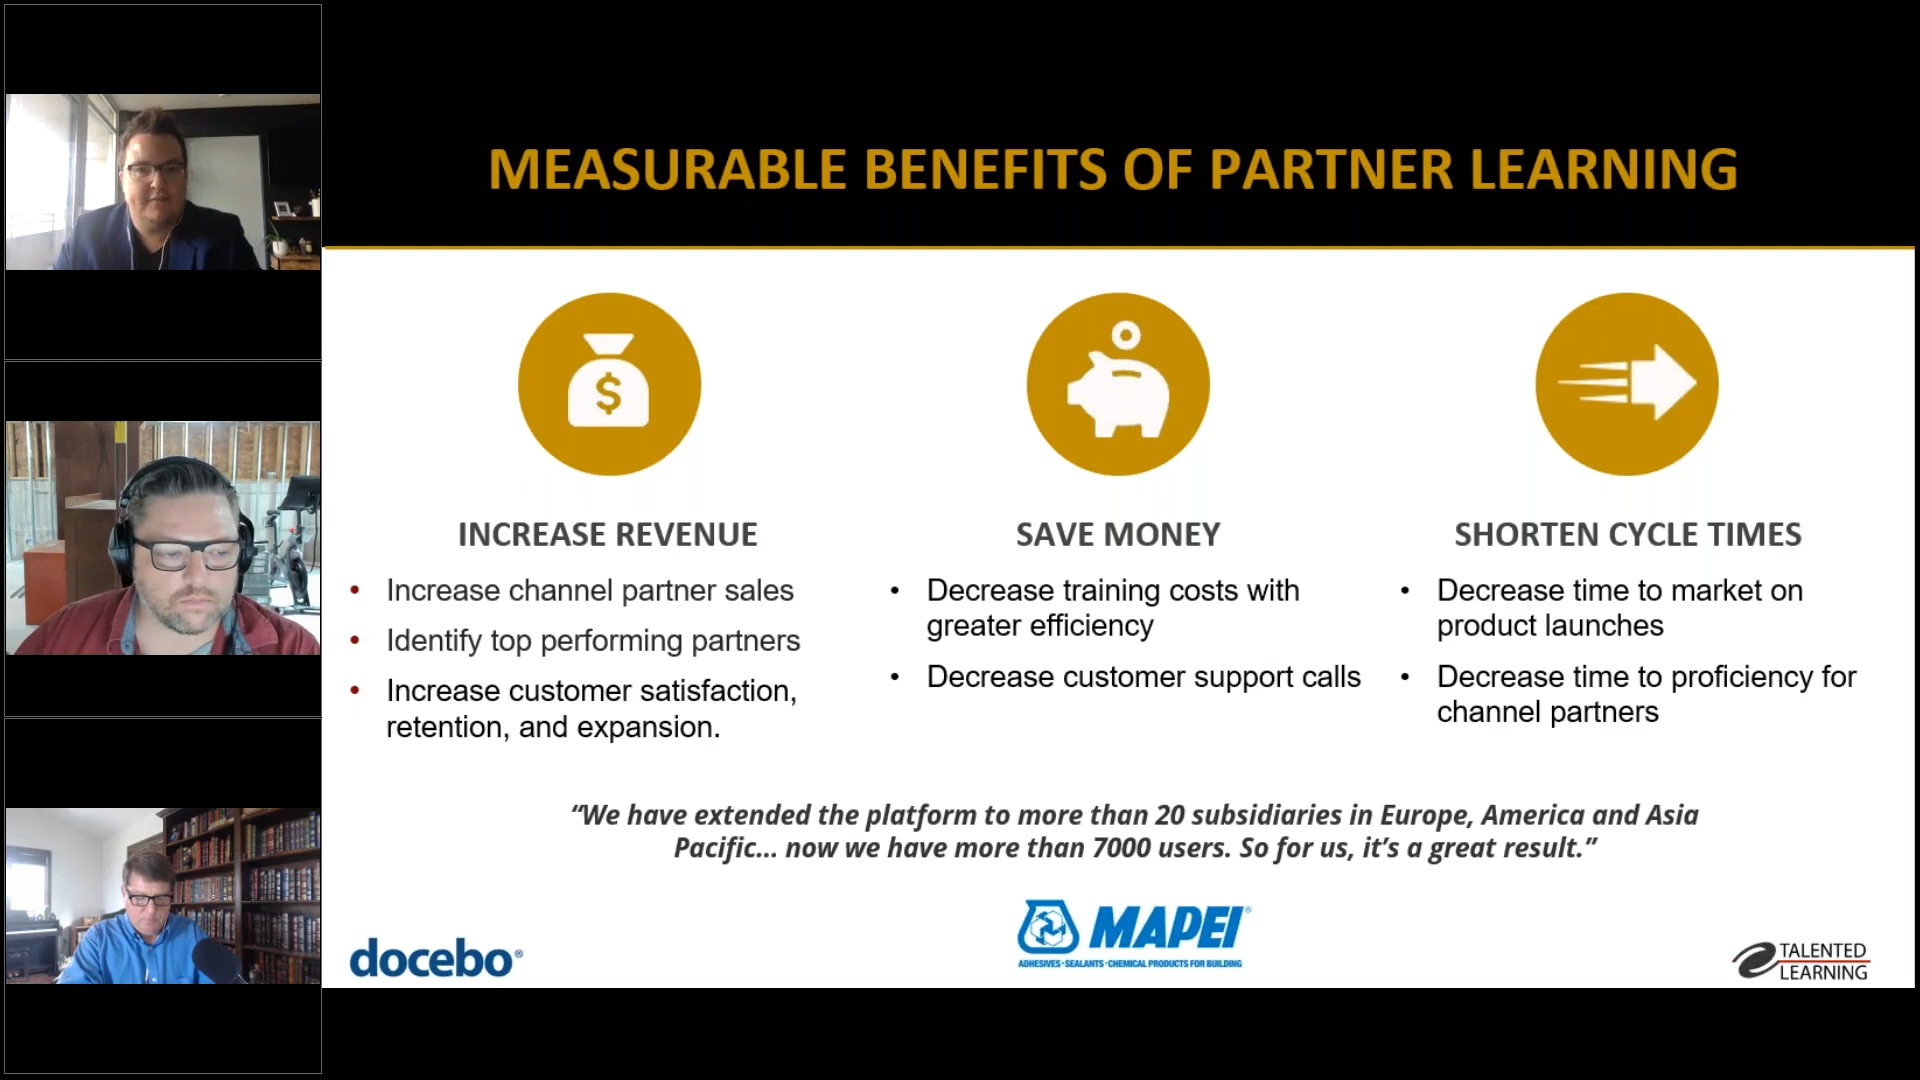 MEASURABLE BENEFITS OF PARTNER LEARNING
$
INCREASE REVENUE
• Increase channel partner sales
• Identify top performing partners
• Increase customer satisfaction,
retention, and expansion.
SAVE MONEY
• Decrease training costs with
greater efficiency
• Decrease customer support calls
SHORTEN CYCLE TIMES
• Decrease time to market on
product launches
• Decrease time to proficiency for
channel partners
“We have extended the platform to more than 20 subsidiaries in Europe, America and Asia
Pacific... now we have more than 7000 users. So for us, it’s a great result.”
docebo®
MAPEI®
ADHESIVES • SEALANTS • CHEMICAL PRODUCTS FOR BUILDING
TALENTED
LEARNING